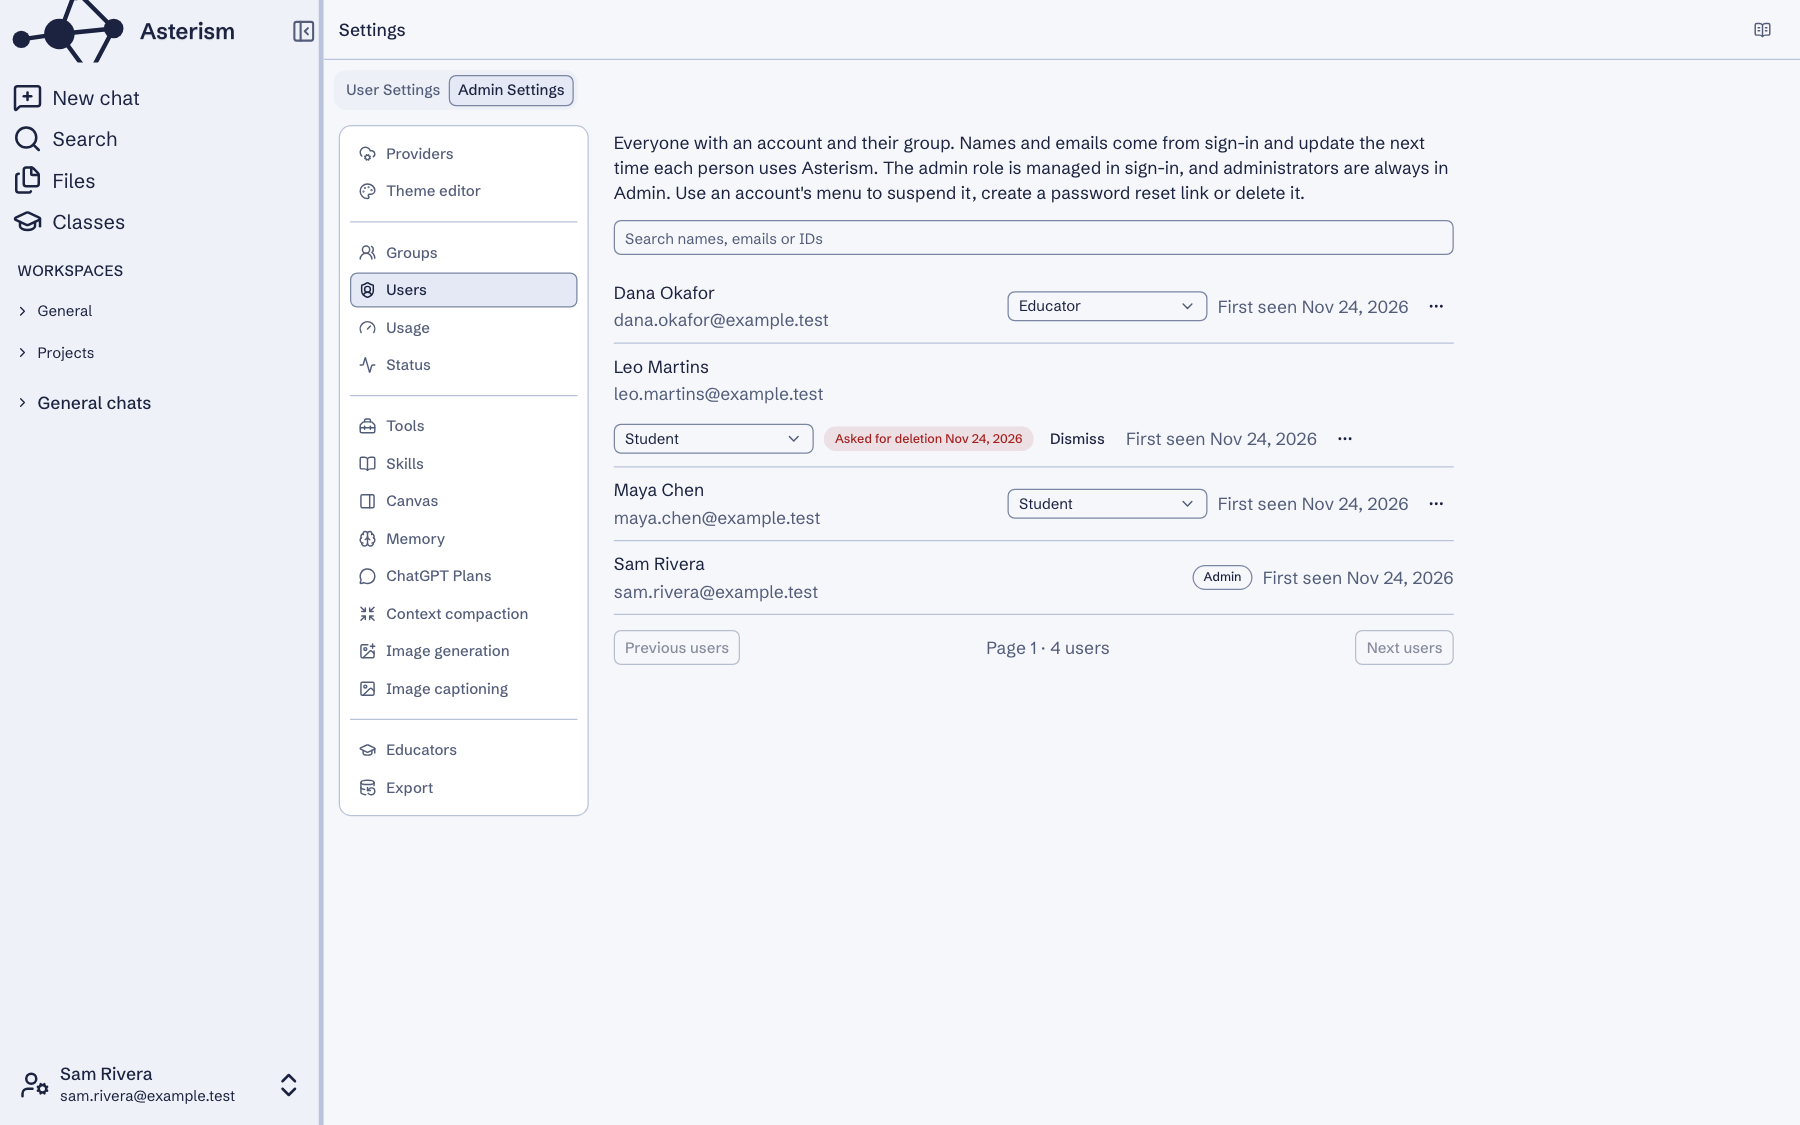 Asterism
New chat
Search
Files
Classes
WORKSPACES
General
Projects
General chats
Sam Rivera
sam.rivera@example.test
Settings
User Settings
Admin Settings
Providers
Theme editor
Groups
Users
Usage
Status
Tools
Skills
Canvas
Memory
ChatGPT Plans
Context compaction
Image generation
Image captioning
Educators
Export
Everyone with an account and their group. Names and emails come from sign-in and update the next
time each person uses Asterism. The admin role is managed in sign-in, and administrators are always in
Admin. Use an account's menu to suspend it, create a password reset link or delete it.
Search names, emails or IDs
Dana Okafor
dana.okafor@example.test
Educator
First seen Nov 24, 2026
Leo Martins
leo.martins@example.test
Student
Asked for deletion Nov 24, 2026
Dismiss
First seen Nov 24, 2026
Maya Chen
maya.chen@example.test
Student
First seen Nov 24, 2026
Sam Rivera
sam.rivera@example.test
Admin
First seen Nov 24, 2026
Previous users
Page 1 · 4 users
Next users